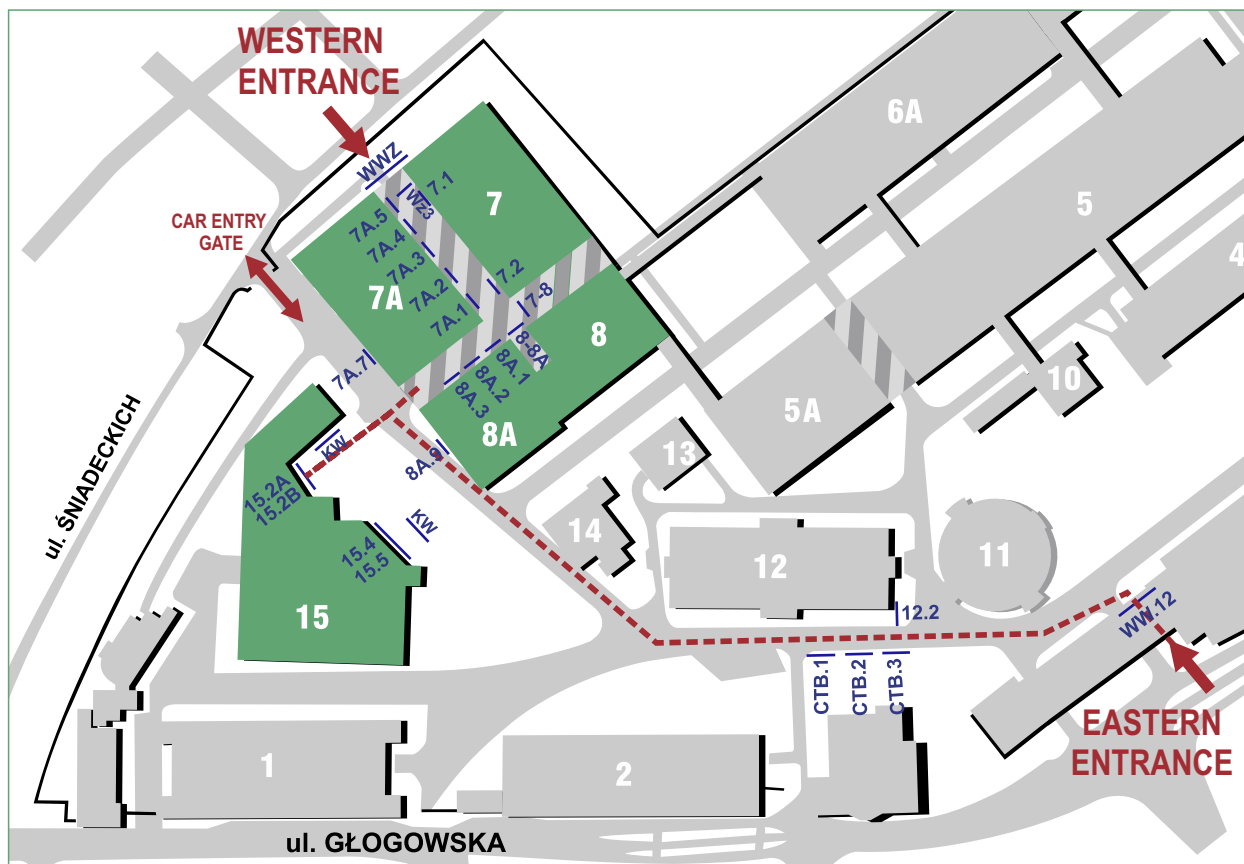 WESTERN
ENTRANCE
6A
WWZ
Wz3
7.1
7
5
CAR ENTRY
GATE
7A.5
7A.4
7A.3
7A.2
7A.1
7A
7.2
7-8
4
8-8A
8
8A.1
8A.2
8A.3
7A.7
10
5A
8A
KW
8A.9
13
15.2A
15.2B
ul. ŚNIADECKICH
KW
14
15.4
15.5
12
11
15
12.2
WW.12
CTB.1
CTB.2
CTB.3
EASTERN
ENTRANCE
1
2
ul. GŁOGOWSKA